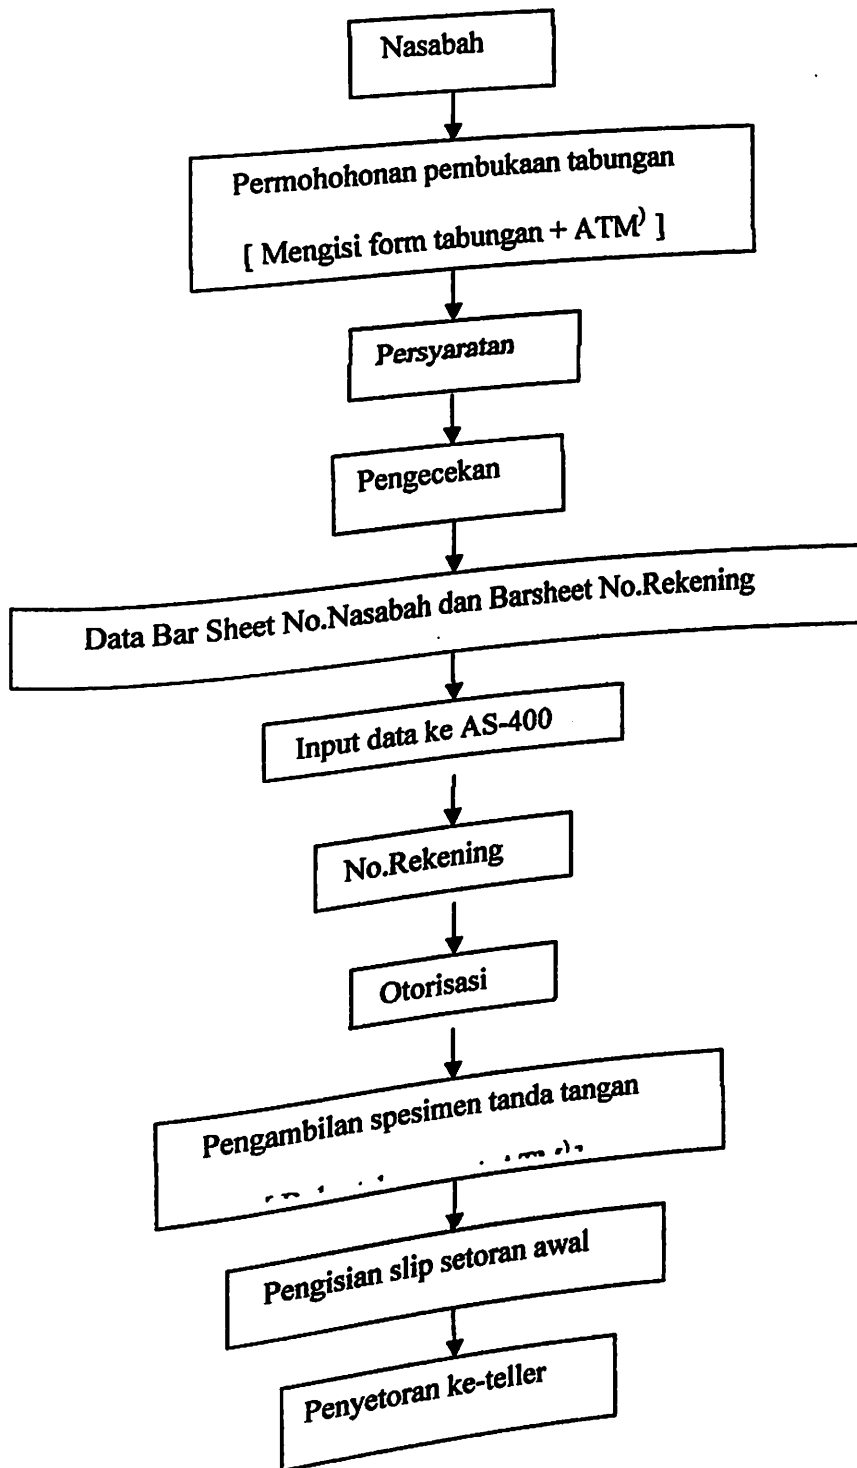 Nasabah
Permohohonan pembukaan tabungan
[ Mengisi form tabungan + ATM) ]
Persyaratan
Pengecekan
Data Bar Sheet No.Nasabah dan Barsheet No.Rekening
Input data ke AS-400
No.Rekening
Otorisasi
Pengambilan spesimen tanda tangan
Pengisian slip setoran awal
Penyetoran ke-teller